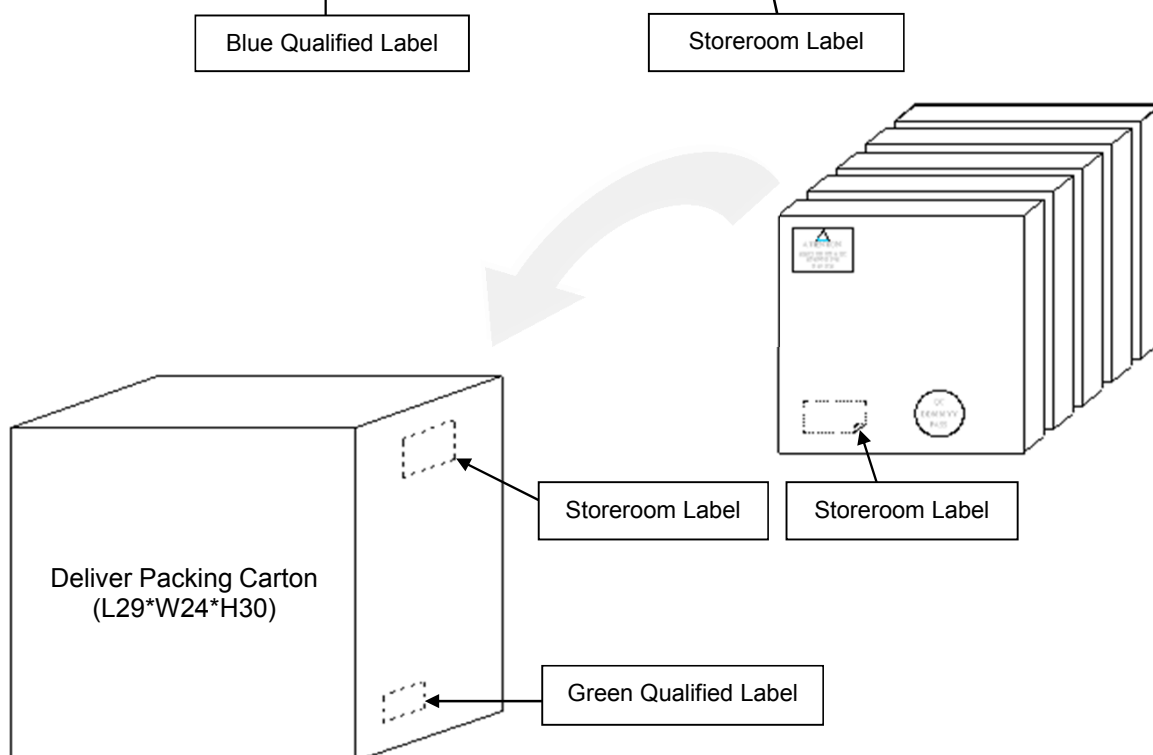 Blue Qualified Label
Storeroom Label
Storeroom Label
Storeroom Label
Deliver Packing Carton
(L29*W24*H30)
Green Qualified Label